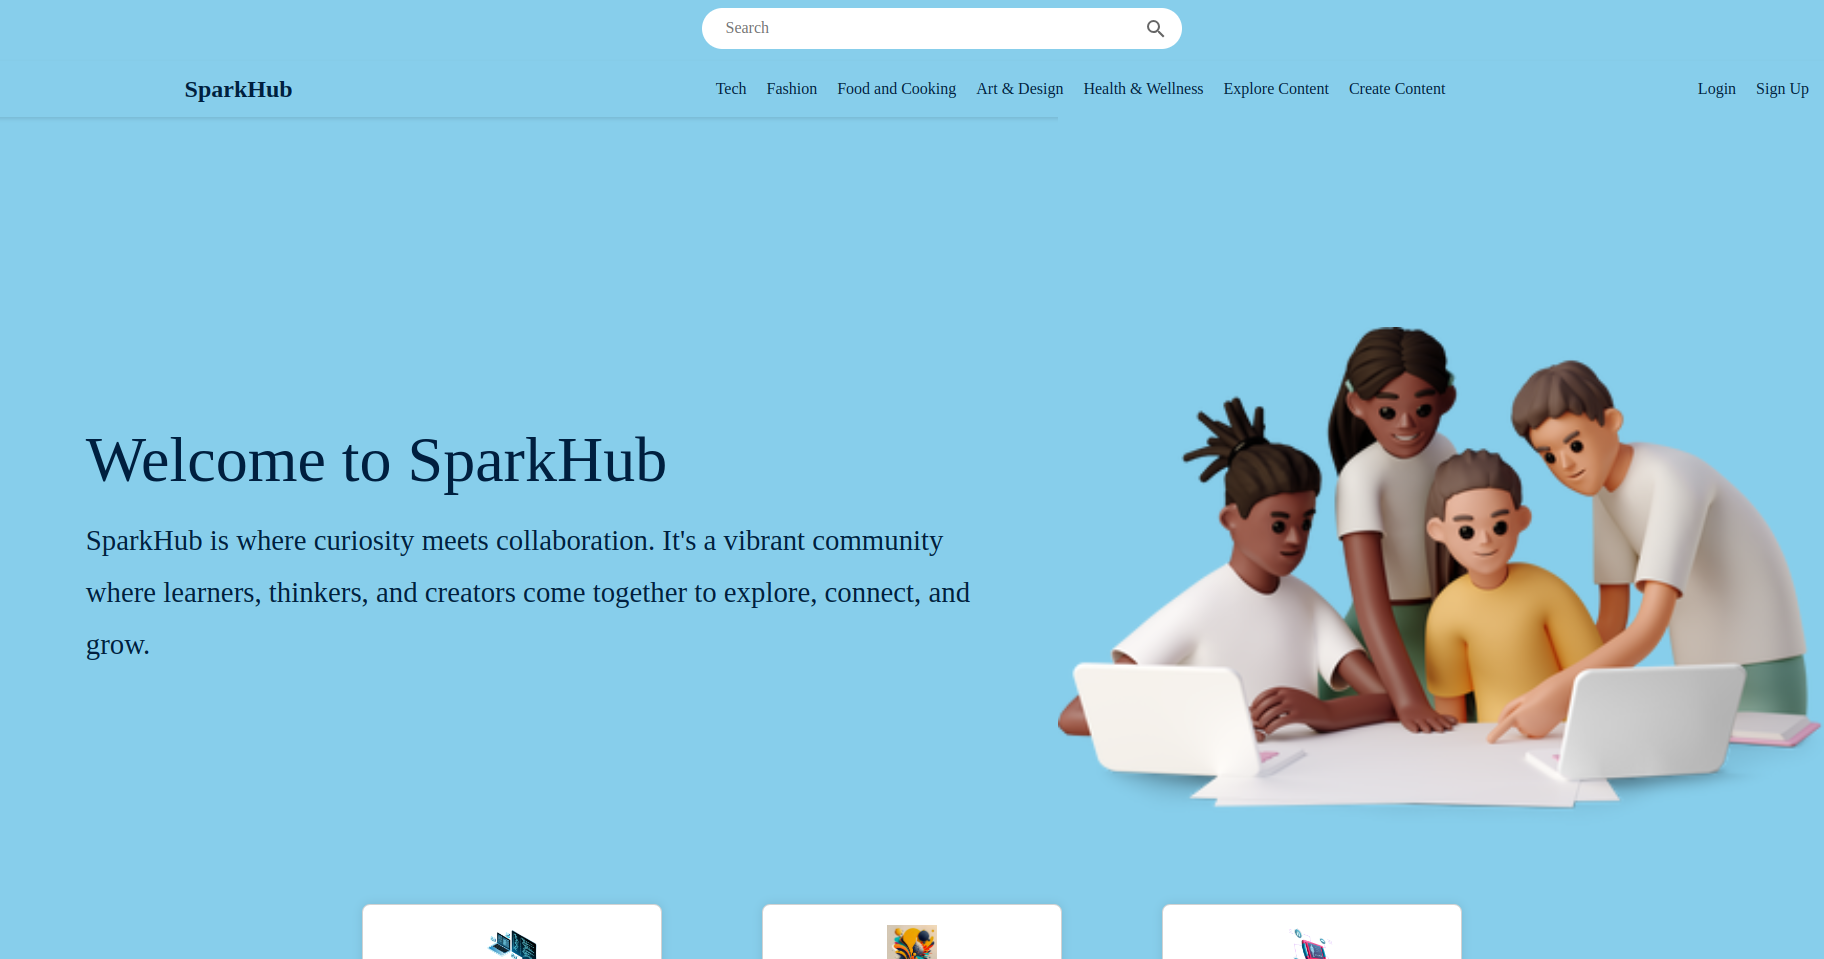 Search
SparkHub
Tech Fashion Food and Cooking Art & Design Health & Wellness Explore Content Create Content Login Sign Up
Welcome to SparkHub
SparkHub is where curiosity meets collaboration. It's a vibrant community
where learners, thinkers, and creators come together to explore, connect, and
grow.